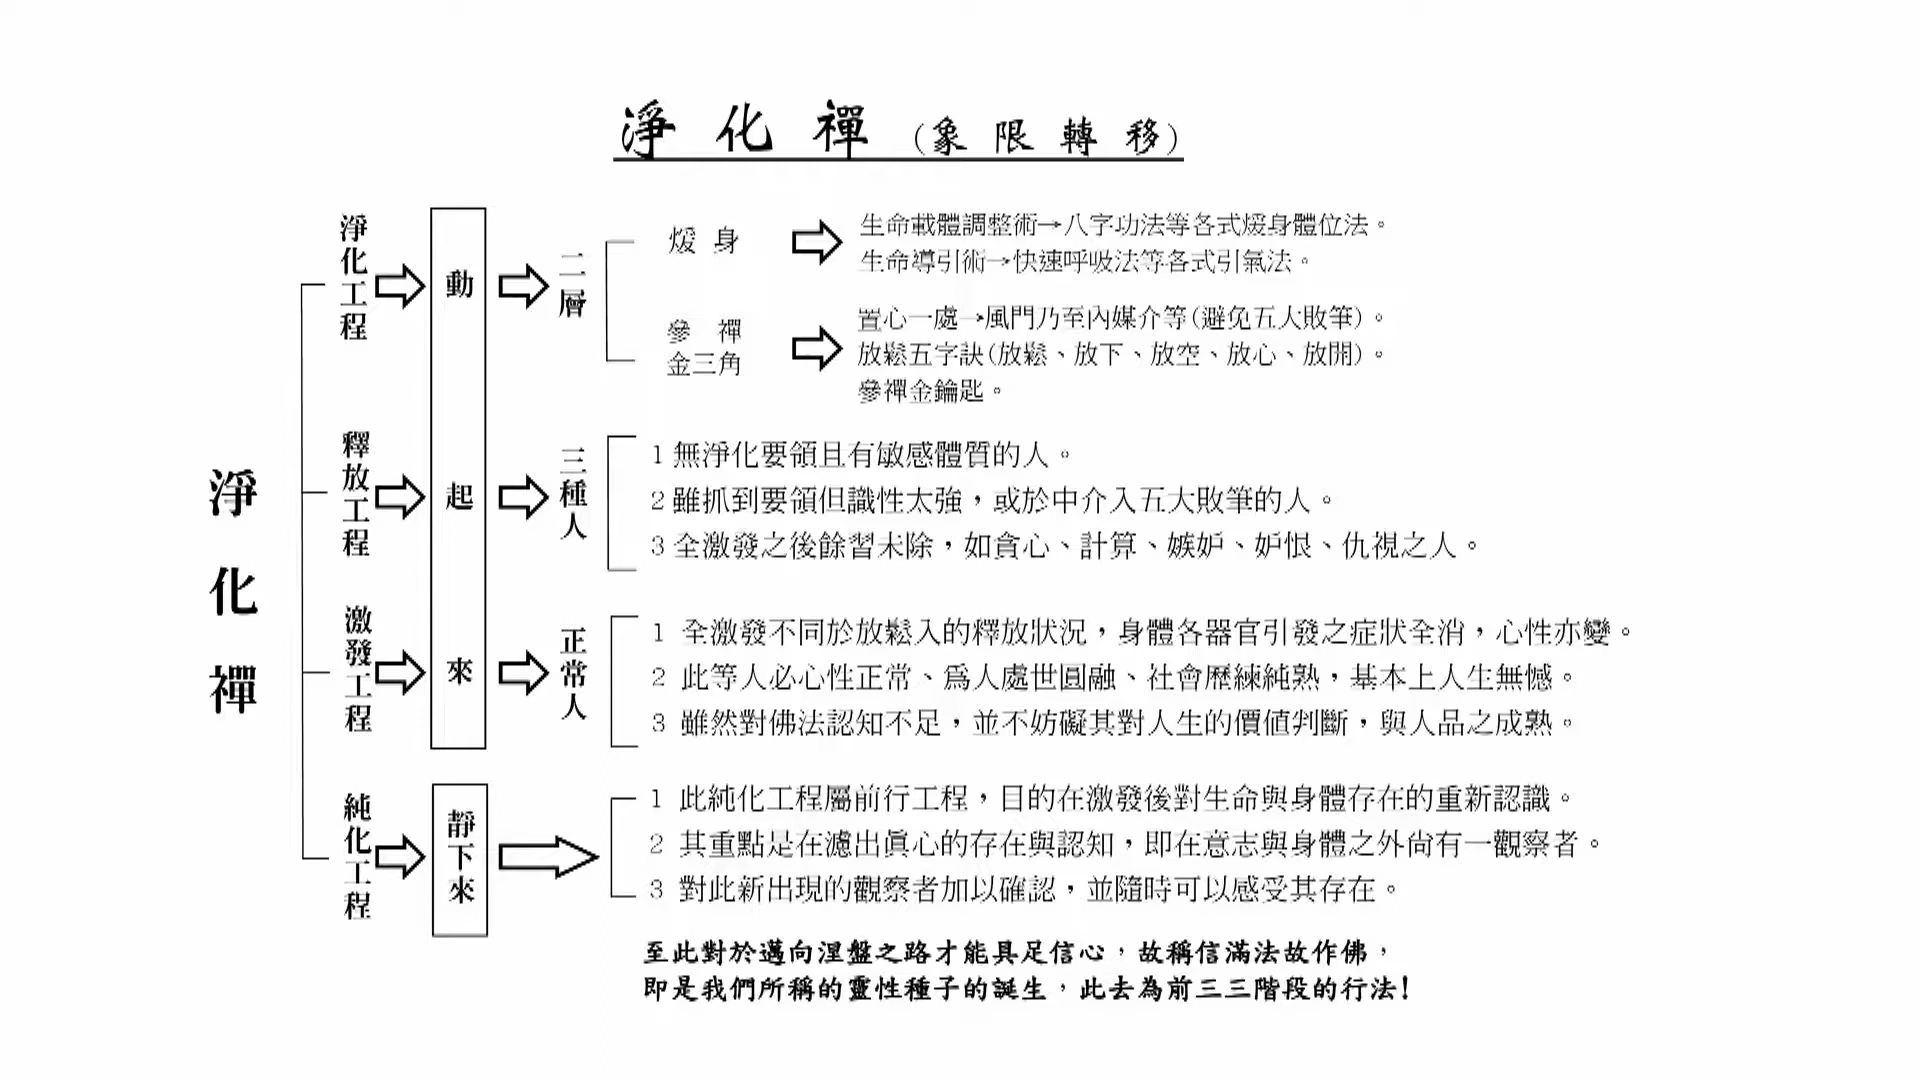 淨化禪(象限轉移)
淨化禪
淨化工程
釋放工程
激發工程
純化工程
動起來
靜下來
二層
煖身
生命載體調整術→八字功法等各式煖身體位法。
生命導引術→快速呼吸法等各式引氣法。
參禪
金三角
置心一處→風門乃至內媒介等(避免五大敗筆)。
放鬆五字訣(放鬆、放下、放空、放心、放開)。
參禪金鑰匙。
三種人
1 無淨化要領且有敏感體質的人。
2 雖抓到要領但識性太強，或於中介入五大敗筆的人。
3 全激發之後餘習未除，如貪心、計算、嫉妒、妒恨、仇視之人。
正常人
1 全激發不同於放鬆入的釋放狀況，身體各器官引發之症狀全消，心性亦變。
2 此等人必心性正常、爲人處世圓融、社會歷練純熟，基本上人生無憾。
3 雖然對佛法認知不足，並不妨礙其對人生的價値判斷，與人品之成熟。
1 此純化工程屬前行工程，目的在激發後對生命與身體存在的重新認識。
2 其重點是在濾出眞心的存在與認知，即在意志與身體之外尙有一觀察者。
3 對此新出現的觀察者加以確認，並隨時可以感受其存在。
至此對於邁向涅盤之路才能具足信心，故稱信滿法故作佛，
即是我們所稱的靈性種子的誕生，此去為前三三階段的行法!